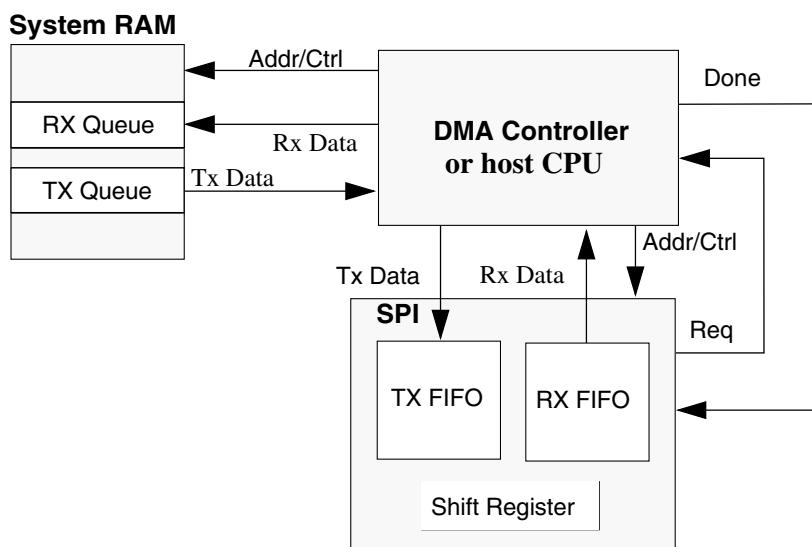 System RAM
Addr/Ctrl
Done
RX Queue
Rx Data
DMA Controller
or host CPU
TX Queue
Tx Data
Addr/Ctrl
Tx Data
Rx Data
SPI
Req
TX FIFO
RX FIFO
Shift Register